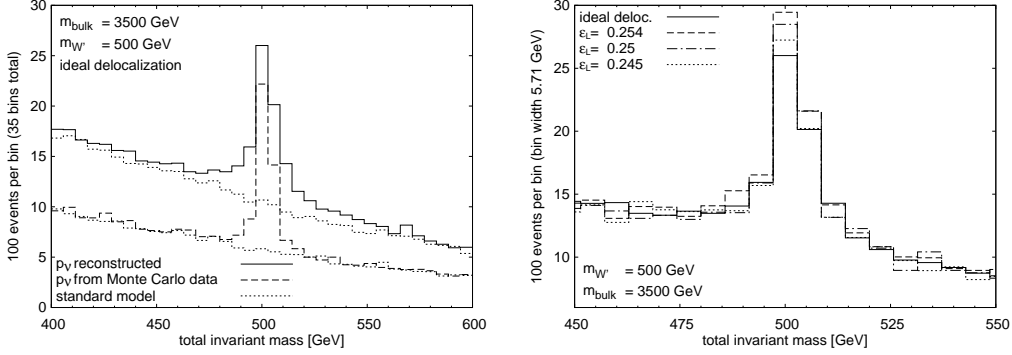 30
25
20
15
10
5
0
400
450
500
550
600
100 events per bin (35 bins total)
total invariant mass [GeV]
m_bulk = 3500 GeV
m_W' = 500 GeV
ideal delocalization
p_ν reconstructed
p_ν from Monte Carlo data
standard model
30
25
20
15
10
450
475
500
525
550
100 events per bin (bin width 5.71 GeV)
total invariant mass [GeV]
ideal deloc.
ε_L= 0.254
ε_L= 0.25
ε_L= 0.245
m_W' = 500 GeV
m_bulk = 3500 GeV